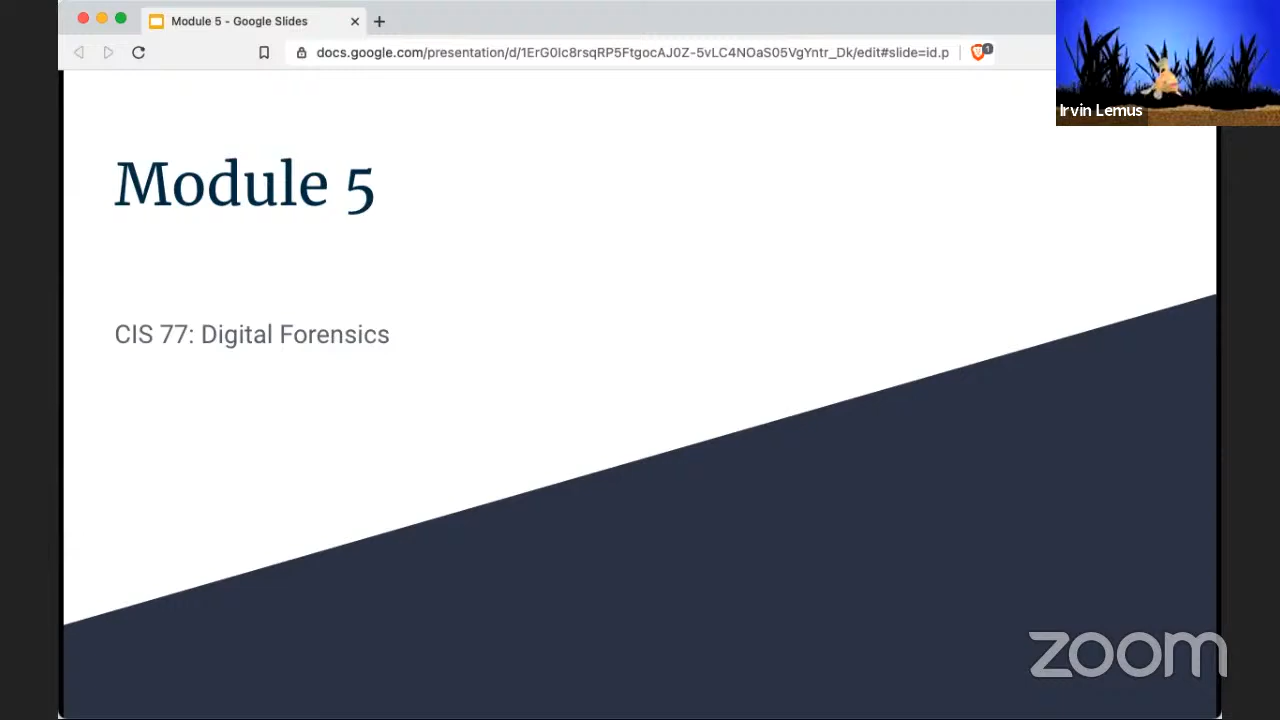 Module 5 - Google Slides
docs.google.com/presentation/d/1ErG0Ic8rsqRP5FtgocAJ0Z-5vLC4NOaS05VgYntr_Dk/edit#slide=id.p
1
Irvin Lemus
Module 5
CIS 77: Digital Forensics
zoom